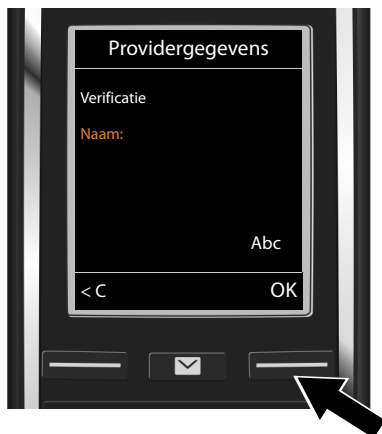 Providergegevens
Verificatie
Naam:
Abc
< C OK